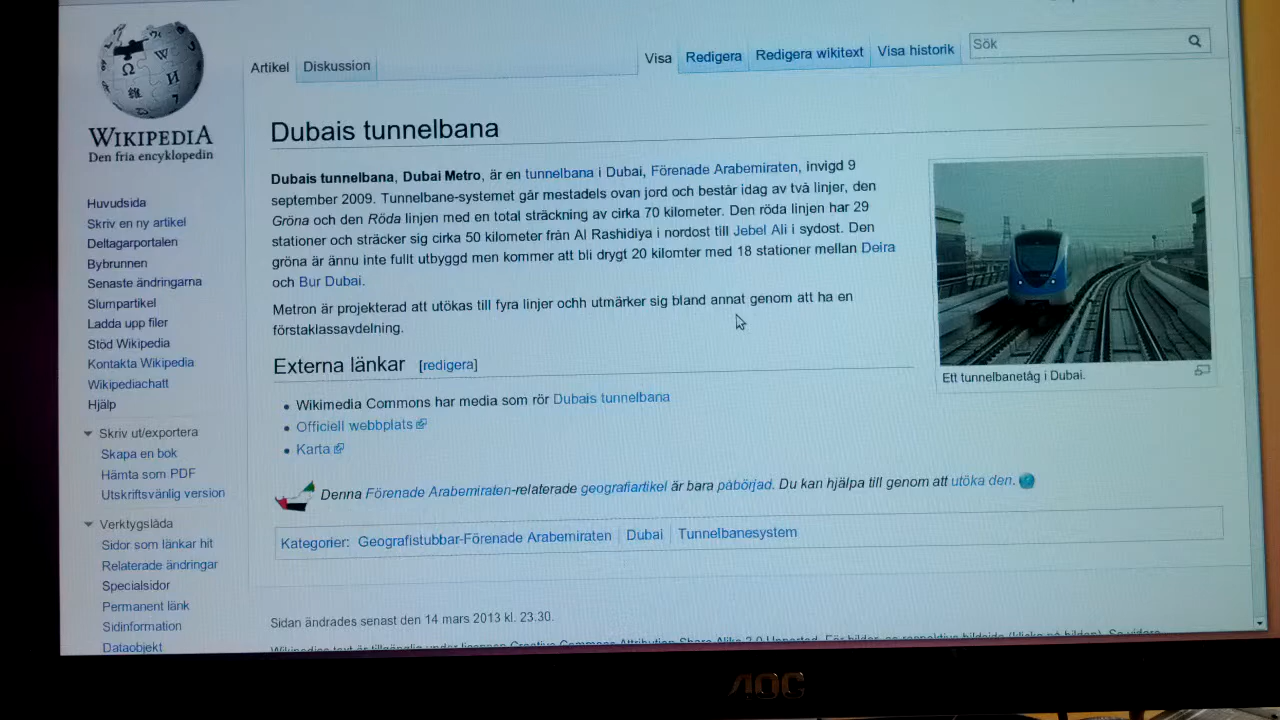 Artikel Diskussion Visa Redigera Redigera wikitext Visa historik Sök
WIKIPEDIA
Den fria encyklopedin
Huvudsida
Skriv en ny artikel
Deltagarportalen
Bybrunnen
Senaste ändringarna
Slumpartikel
Ladda upp filer
Stöd Wikipedia
Kontakta Wikipedia
Wikipediachatt
Hjälp
Skriv ut/exportera
Skapa en bok
Hämta som PDF
Utskriftsvänlig version
Verktygslåda
Sidor som länkar hit
Relaterade ändringar
Specialsidor
Permanent länk
Sidinformation
Dataobjekt
Dubais tunnelbana
Dubais tunnelbana, Dubai Metro, är en tunnelbana i Dubai, Förenade Arabemiraten, invigd 9
september 2009. Tunnelbane-systemet går mestadels ovan jord och består idag av två linjer, den
Gröna och den Röda linjen med en total sträckning av cirka 70 kilometer. Den röda linjen har 29
stationer och sträcker sig cirka 50 kilometer från Al Rashidiya i nordost till Jebel Ali i sydost. Den
gröna är ännu inte fullt utbyggd men kommer att bli drygt 20 kilomter med 18 stationer mellan Deira
och Bur Dubai.
Metron är projekterad att utökas till fyra linjer ochh utmärker sig bland annat genom att ha en
förstaklassavdelning.
Ett tunnelbanetåg i Dubai.
Externa länkar [redigera]
Wikimedia Commons har media som rör Dubais tunnelbana
Officiell webbplats
Karta
Denna Förenade Arabemiraten-relaterade geografiartikel är bara påbörjad. Du kan hjälpa till genom att utöka den.
Kategorier: Geografistubbar-Förenade Arabemiraten Dubai Tunnelbanesystem
Sidan ändrades senast den 14 mars 2013 kl. 23.30.
AOC